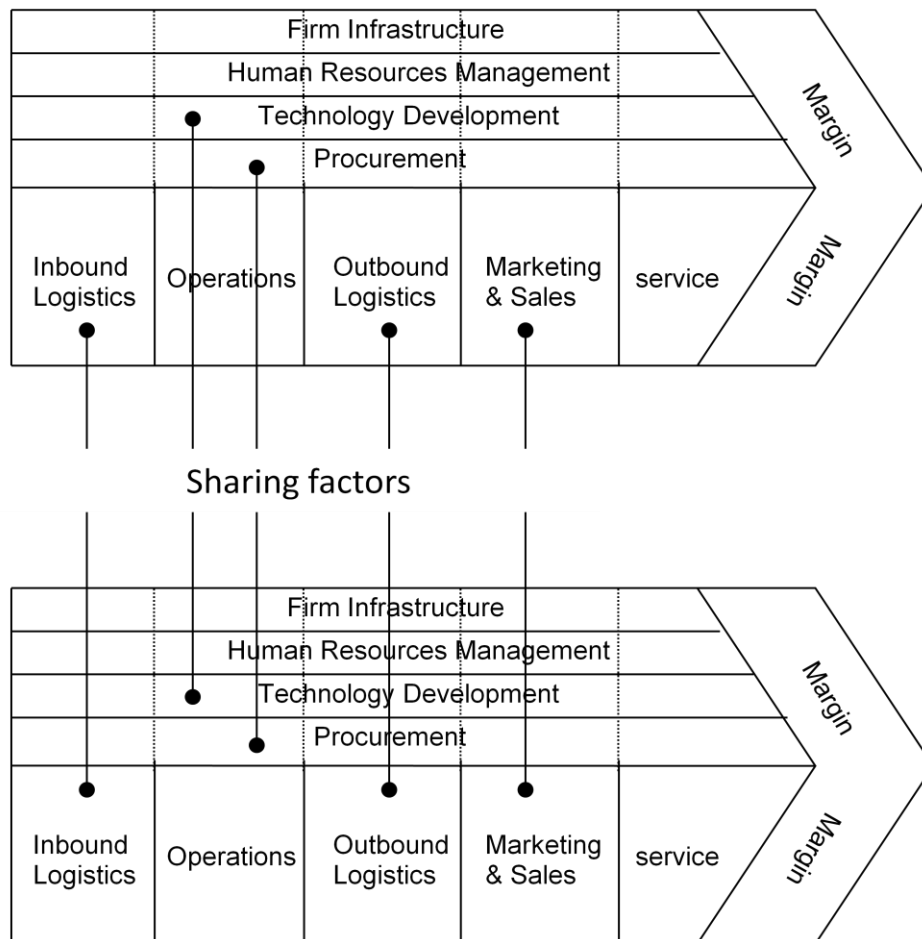 Firm Infrastructure
Human Resources Management
Technology Development
Procurement
Margin
Margin
Inbound
Logistics
Operations
Outbound
Logistics
Marketing
& Sales
service
Sharing factors
Firm Infrastructure
Human Resources Management
Technology Development
Procurement
Margin
Margin
Inbound
Logistics
Operations
Outbound
Logistics
Marketing
& Sales
service